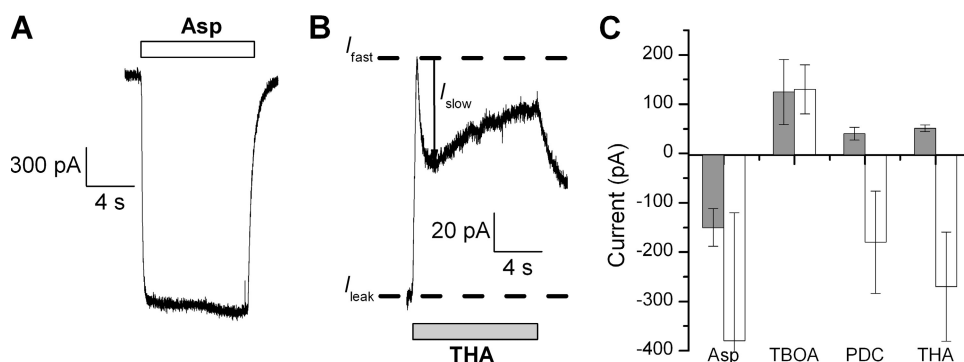 A
Asp
300 pA
4 s
B
I fast
I slow
I leak
20 pA
4 s
THA
C
Current (pA)
200
100
0
-100
-200
-300
-400
Asp TBOA PDC THA